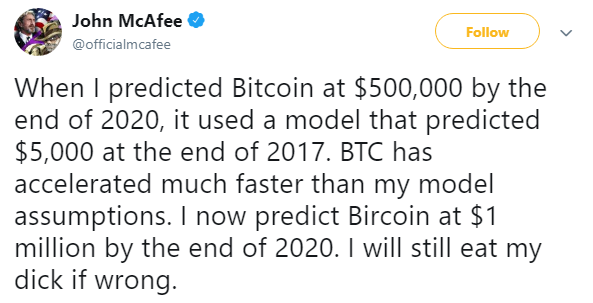 John McAfee
@officialmcafee
Follow
When I predicted Bitcoin at $500,000 by the
end of 2020, it used a model that predicted
$5,000 at the end of 2017. BTC has
accelerated much faster than my model
assumptions. I now predict Bircoin at $1
million by the end of 2020. I will still eat my
dick if wrong.